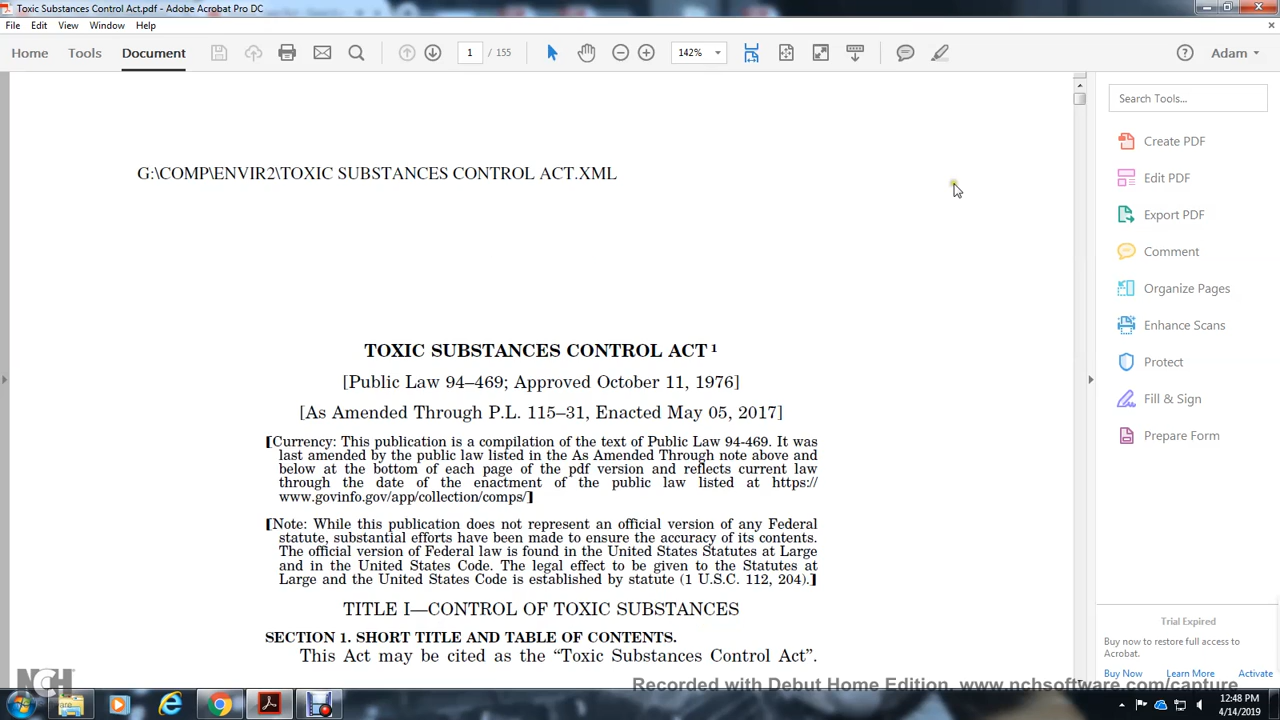 Toxic Substances Control Act.pdf - Adobe Acrobat Pro DC
File Edit View Window Help
Home Tools Document 1 / 155 142% Adam
Search Tools...
Create PDF
Edit PDF
Export PDF
Comment
Organize Pages
Enhance Scans
Protect
Fill & Sign
Prepare Form
G:\COMP\ENVIR2\TOXIC SUBSTANCES CONTROL ACT.XML
TOXIC SUBSTANCES CONTROL ACT 1
[Public Law 94–469; Approved October 11, 1976]
[As Amended Through P.L. 115–31, Enacted May 05, 2017]
[Currency: This publication is a compilation of the text of Public Law 94-469. It was
last amended by the public law listed in the As Amended Through note above and
below at the bottom of each page of the pdf version and reflects current law
through the date of the enactment of the public law listed at https://
www.govinfo.gov/app/collection/comps/]
[Note: While this publication does not represent an official version of any Federal
statute, substantial efforts have been made to ensure the accuracy of its contents.
The official version of Federal law is found in the United States Statutes at Large
and in the United States Code. The legal effect to be given to the Statutes at
Large and the United States Code is established by statute (1 U.S.C. 112, 204).]
TITLE I—CONTROL OF TOXIC SUBSTANCES
SECTION 1. SHORT TITLE AND TABLE OF CONTENTS.
This Act may be cited as the “Toxic Substances Control Act”.
Trial Expired
Buy now to restore full access to
Acrobat.
Buy Now Learn More Activate
NCH
Recorded with Debut Home Edition. www.nchsoftware.com/capture
12:48 PM
4/14/2019